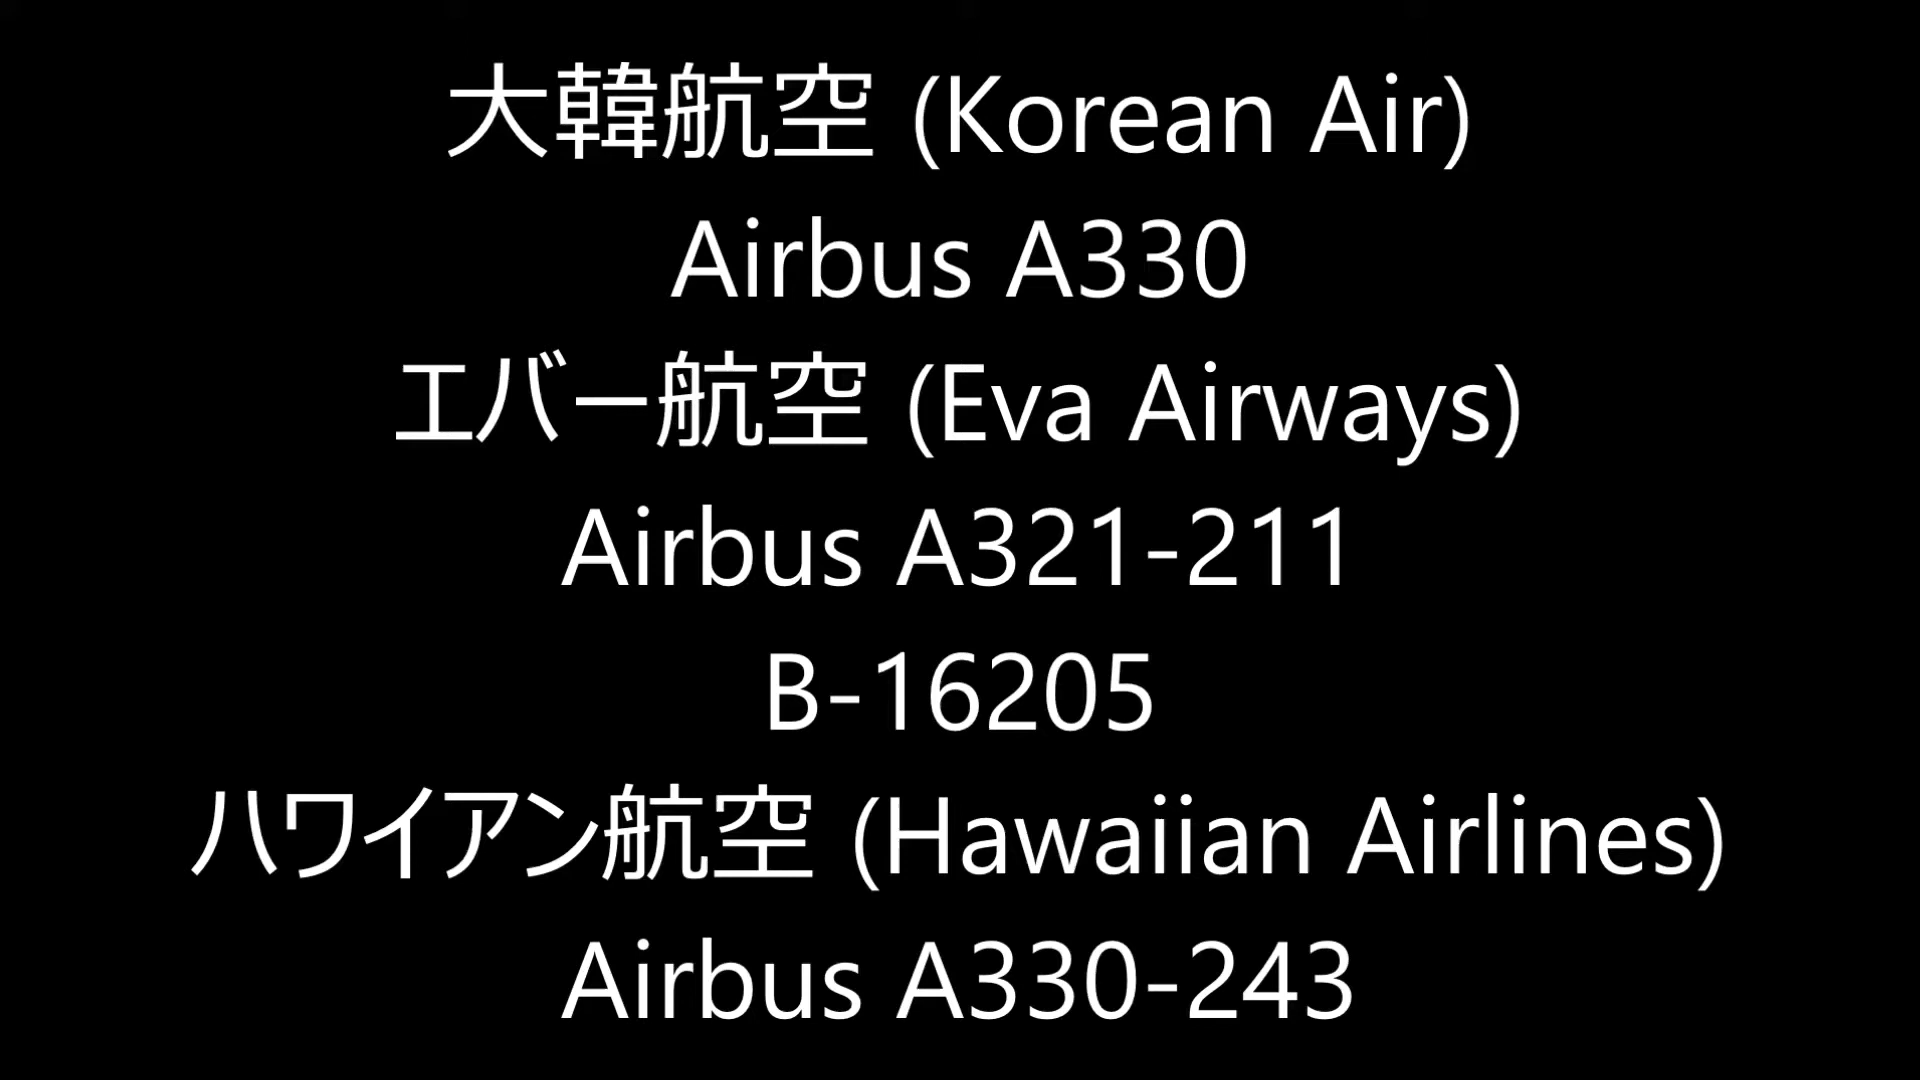 大韓航空 (Korean Air)
Airbus A330
エバー航空 (Eva Airways)
Airbus A321-211
B-16205
ハワイアン航空 (Hawaiian Airlines)
Airbus A330-243